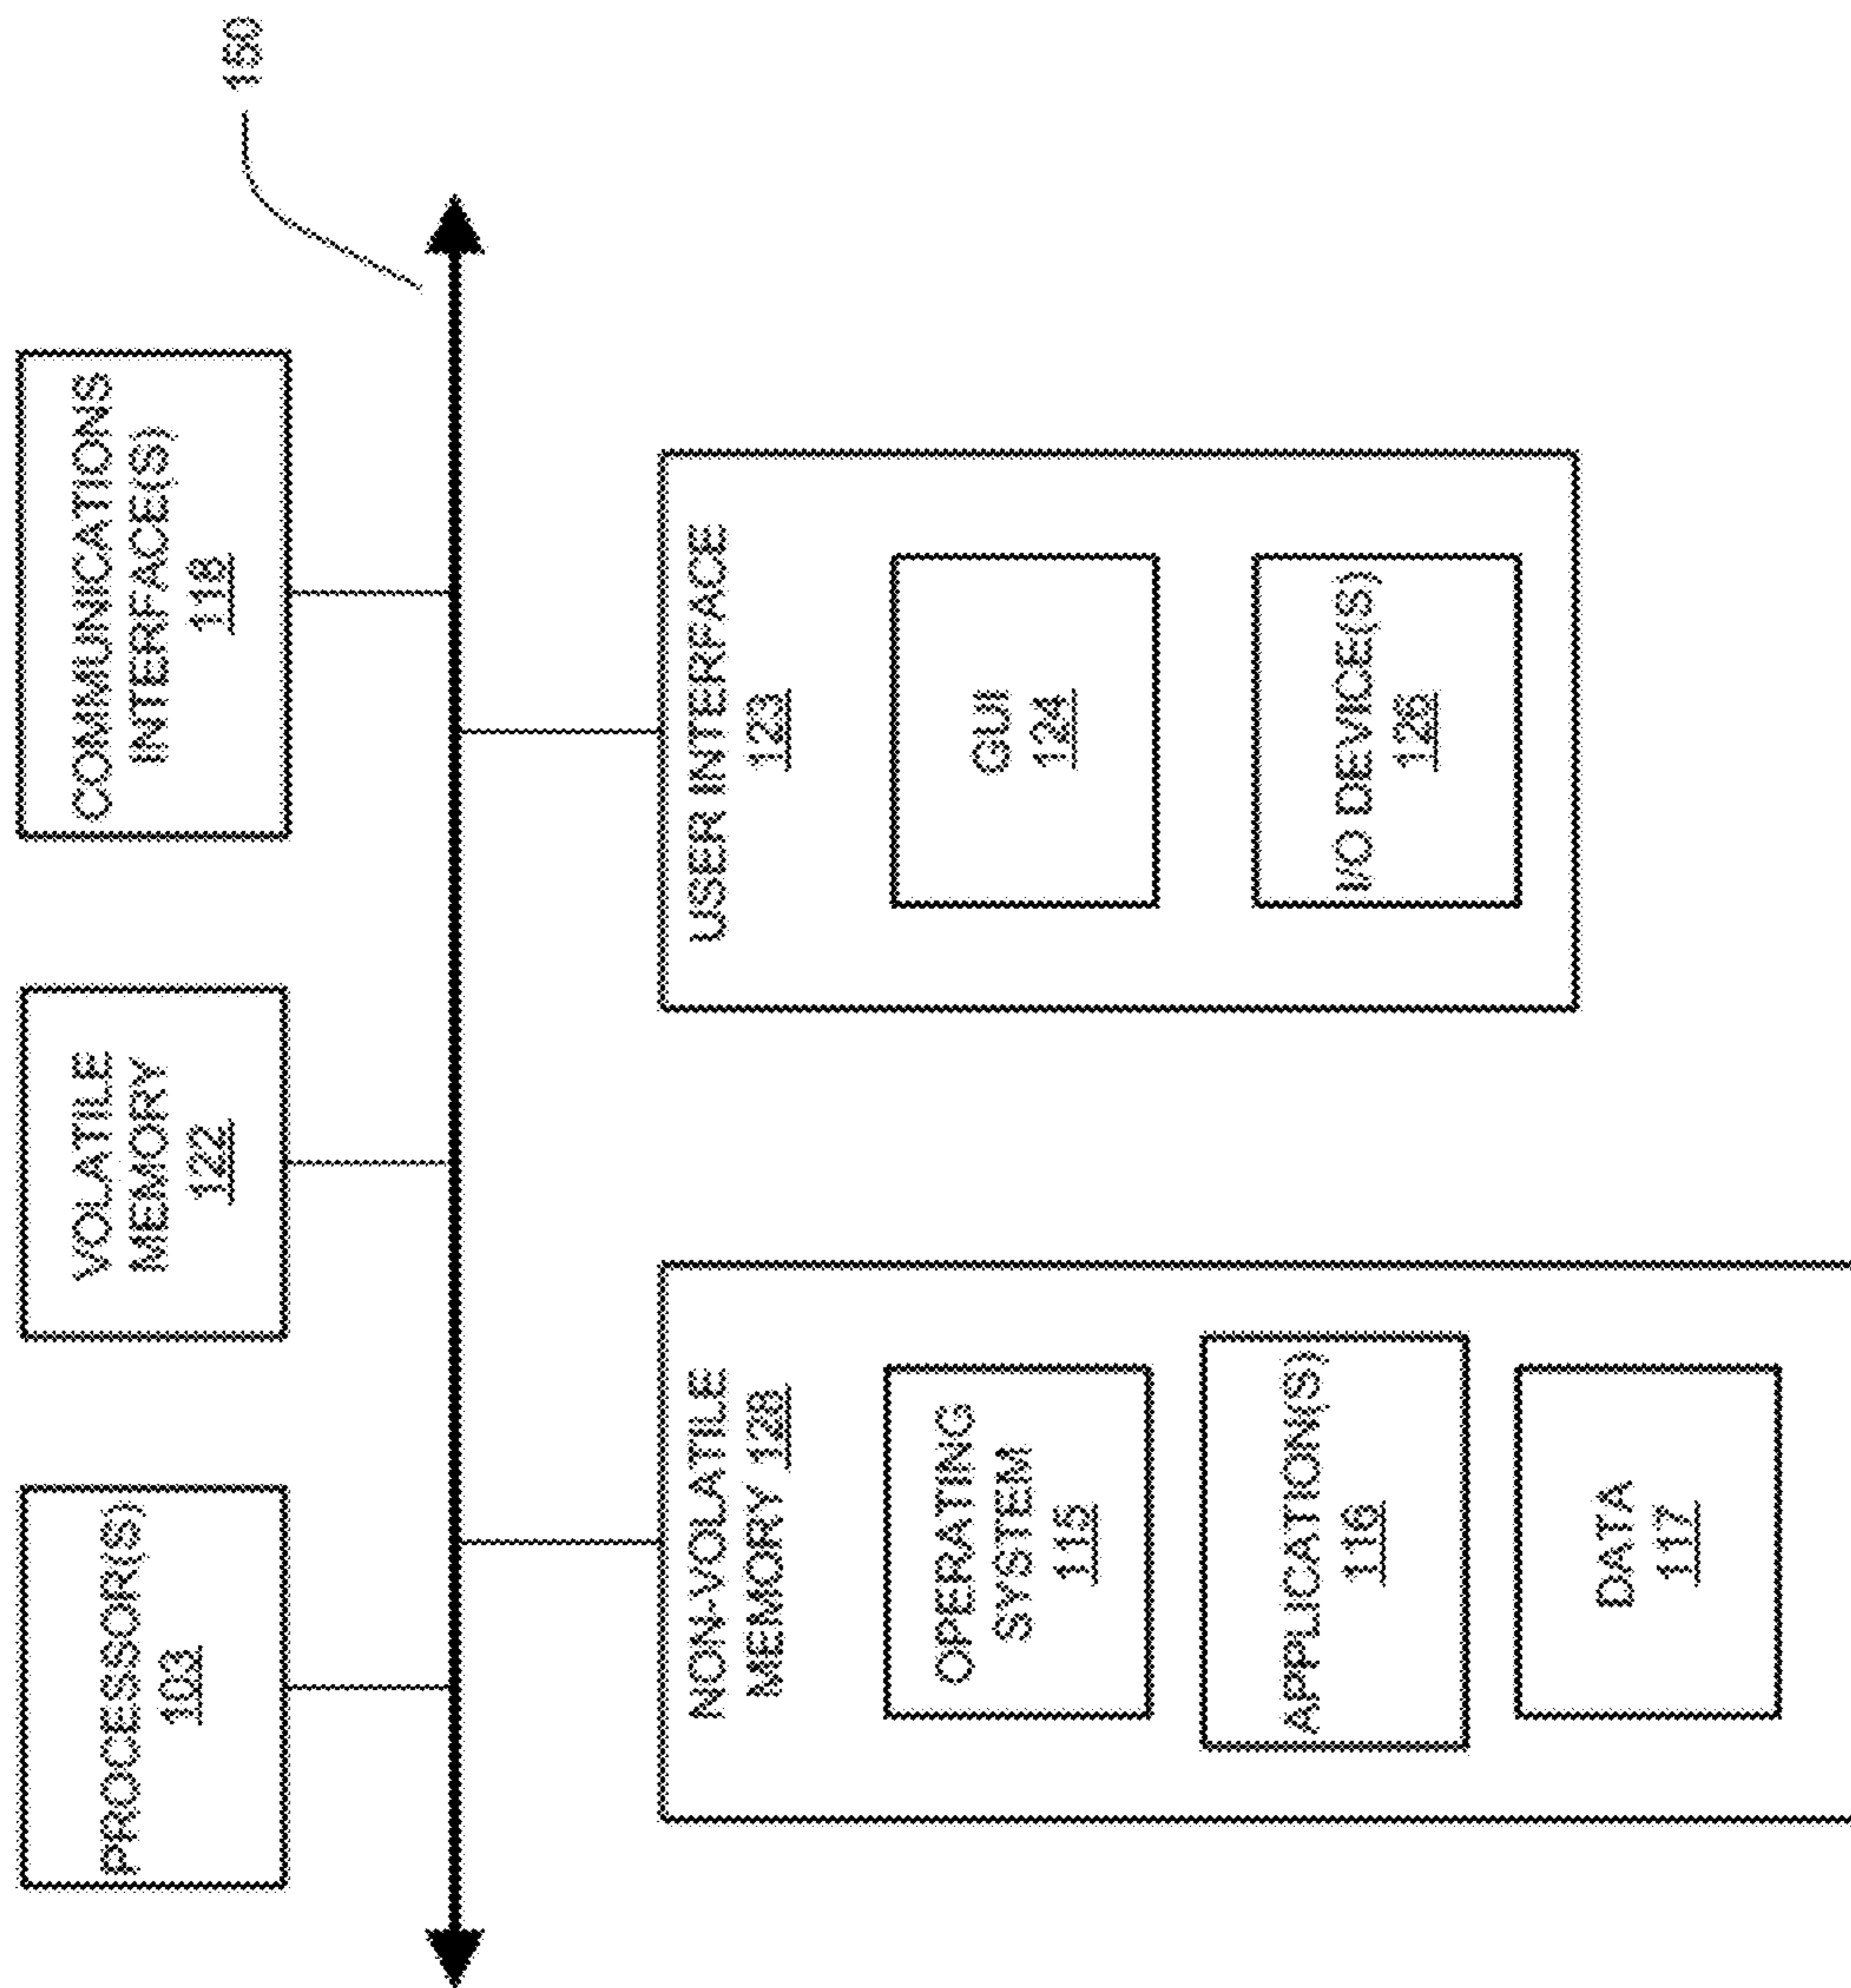 150
PROCESSOR(S)
103
VOLATILE
MEMORY
122
COMMUNICATIONS
INTERFACE(S)
118
NON-VOLATILE
MEMORY 128
OPERATING
SYSTEM
115
APPLICATION(S)
116
DATA
117
USER INTERFACE
123
GUI
124
I/O DEVICE(S)
126